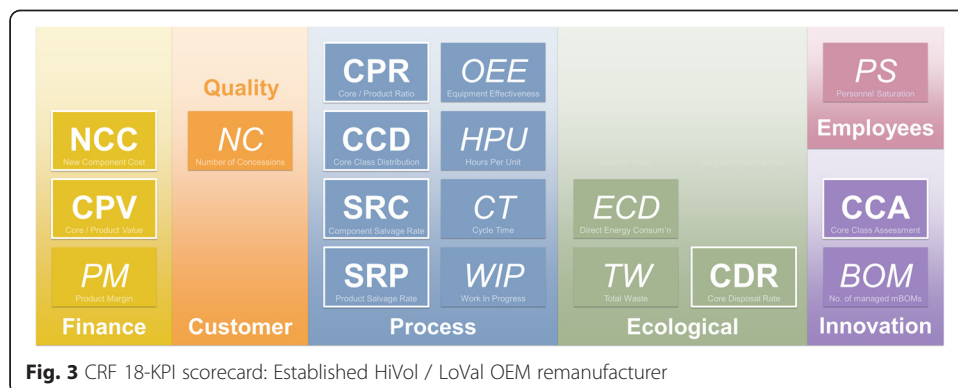 Finance
NCC
New Component Cost
CPV
Core / Product Value
PM
Product Margin
Customer
Quality
NC
Number of Concessions
Process
CPR
Core / Product Ratio
OEE
Equipment Effectiveness
CCD
Core Class Distribution
HPU
Hours Per Unit
SRC
Component Salvage Rate
CT
Cycle Time
SRP
Product Salvage Rate
WIP
Work In Progress
Ecological
ECD
Direct Energy Consum'n
TW
Total Waste
CDR
Core Disposal Rate
PS
Personnel Saturation
Employees
CCA
Core Class Assessment
BOM
No. of managed mBOMs
Innovation
Fig. 3 CRF 18-KPI scorecard: Established HiVol / LoVal OEM remanufacturer